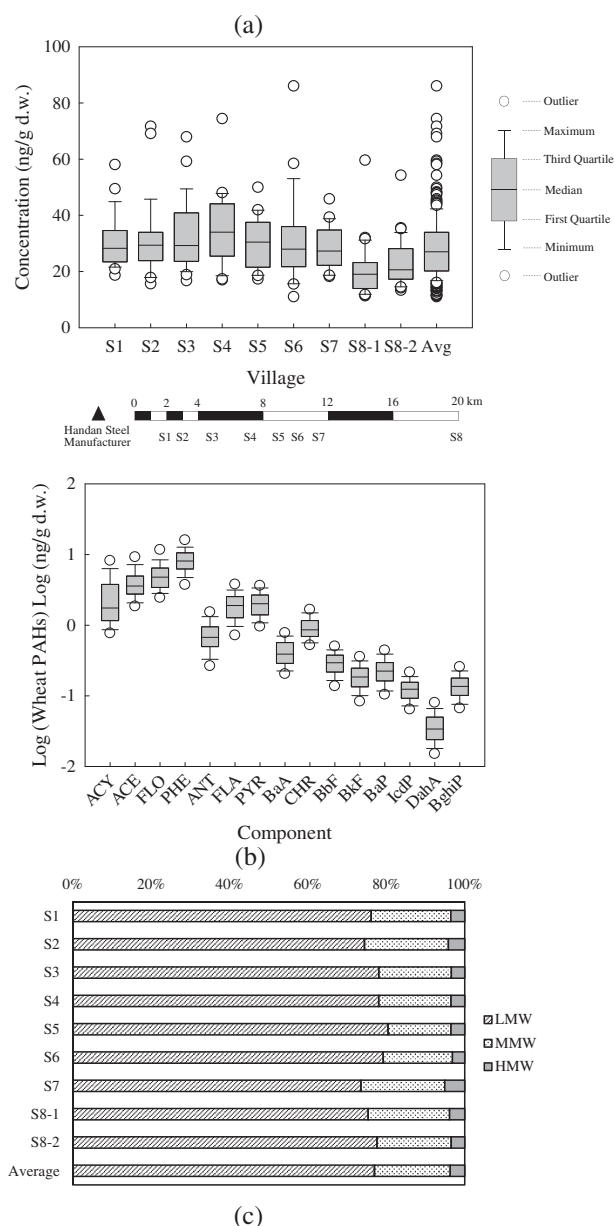 (a)
Concentration (ng/g d.w.)
100
80
60
40
20
0
S1 S2 S3 S4 S5 S6 S7 S8-1 S8-2 Avg
Village
Outlier
Maximum
Third Quartile
Median
First Quartile
Minimum
Outlier
0 2 4 8 12 16 20 km
Handan Steel
Manufacturer
S1 S2 S3 S4 S5 S6 S7 S8
Log (Wheat PAHs) Log (ng/g d.w.)
2
1
0
-1
-2
ACY ACE FLO PHE ANT FLA PYR BaA CHR BbF BkF BaP IcdP DahA BghiP
Component
(b)
0% 20% 40% 60% 80% 100%
S1
S2
S3
S4
S5
S6
S7
S8-1
S8-2
Average
LMW
MMW
HMW
(c)